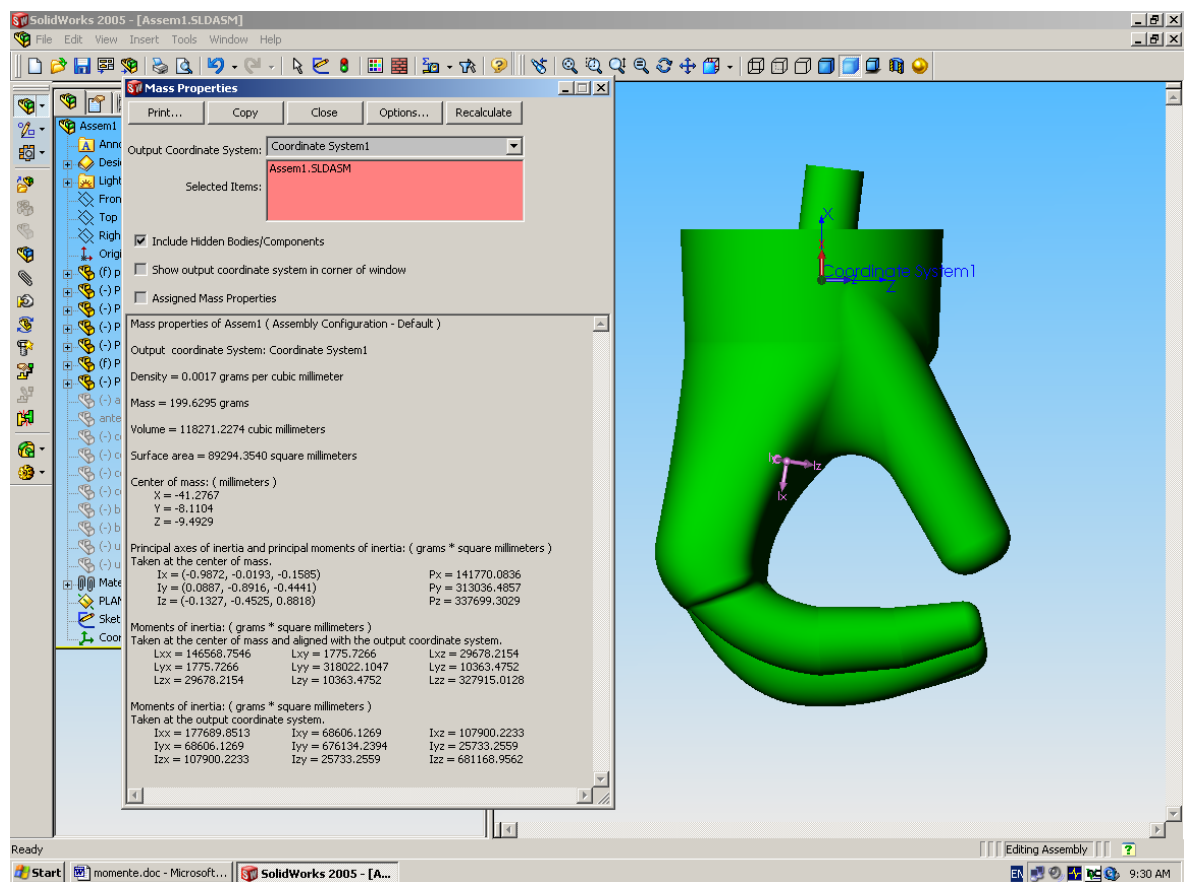 SolidWorks 2005 - [Assem1.SLDASM]
File Edit View Insert Tools Window Help
Mass Properties
Print... Copy Close Options... Recalculate
Output Coordinate System: Coordinate System1
Selected Items: Assem1.SLDASM
Include Hidden Bodies/Components
Show output coordinate system in corner of window
Assigned Mass Properties
Mass properties of Assem1 ( Assembly Configuration - Default )
Output coordinate System: Coordinate System1
Density = 0.0017 grams per cubic millimeter
Mass = 199.6295 grams
Volume = 118271.2274 cubic millimeters
Surface area = 89294.3540 square millimeters
Center of mass: ( millimeters )
X = -41.2767
Y = -8.1104
Z = -9.4929
Principal axes of inertia and principal moments of inertia: ( grams * square millimeters )
Taken at the center of mass.
Ix = (-0.9872, -0.0193, -0.1585) Px = 141770.0836
Iy = (0.0887, -0.8916, -0.4441) Py = 313036.4857
Iz = (-0.1327, -0.4525, 0.8818) Pz = 337699.3029
Moments of inertia: ( grams * square millimeters )
Taken at the center of mass and aligned with the output coordinate system.
Lxx = 146568.7546 Lxy = 1775.7266 Lxz = 29678.2154
Lyx = 1775.7266 Lyy = 318022.1047 Lyz = 10363.4752
Lzx = 29678.2154 Lzy = 10363.4752 Lzz = 327915.0128
Moments of inertia: ( grams * square millimeters )
Taken at the output coordinate system.
Ixx = 177689.8513 Ixy = 68606.1269 Ixz = 107900.2233
Iyx = 68606.1269 Iyy = 676134.2394 Iyz = 25733.2559
Izx = 107900.2233 Izy = 25733.2559 Izz = 681168.9562
Assem1
A Anno
Desi
Light
Fron
Top
Righ
Origi
(f) p
(-) P
(-) P
(-) P
(-) P
(f) P
(-) P
(-) a
ante
(-) c
(-) c
(-) c
(-) c
(-) b
(-) b
(-) u
(-) u
Mate
PLAN
Sket
Coor
X
Coordinate System1
Z
Iz
Ix
Ready
Editing Assembly
Start momente.doc - Microsoft... SolidWorks 2005 - [A... EN 9:30 AM